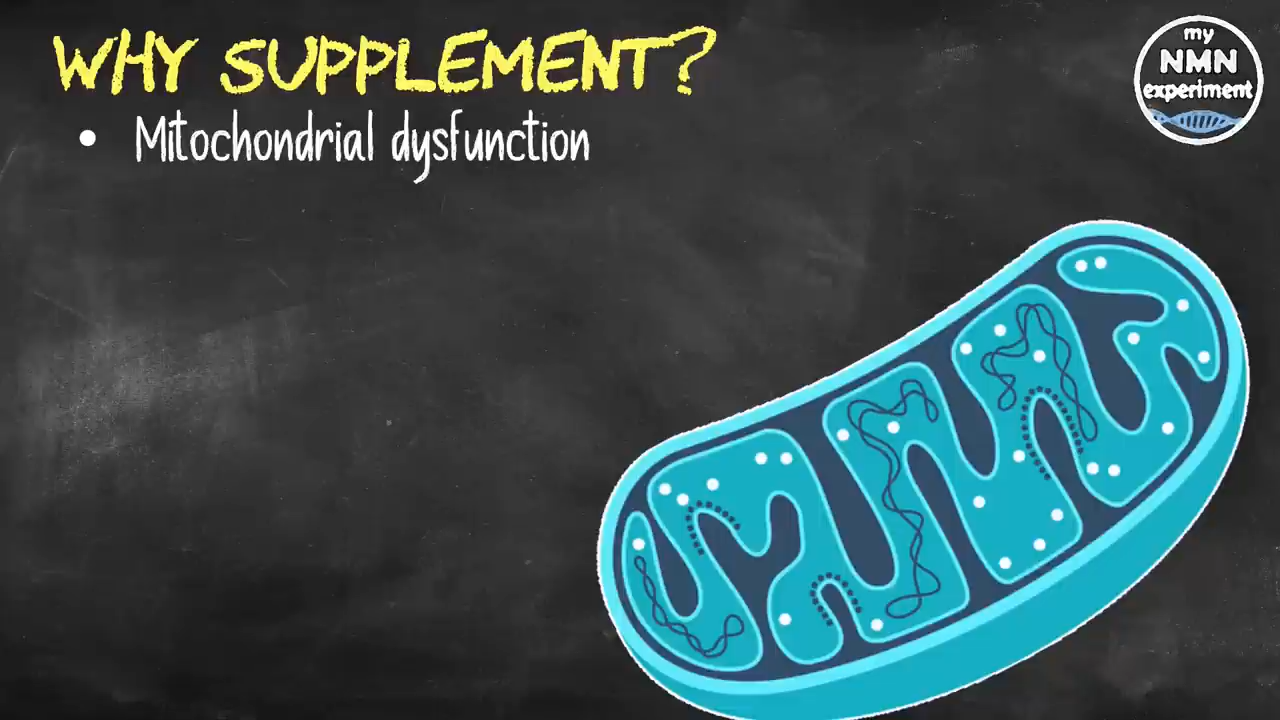 WHY SUPPLEMENT?
• Mitochondrial dysfunction
my
NMN
experiment